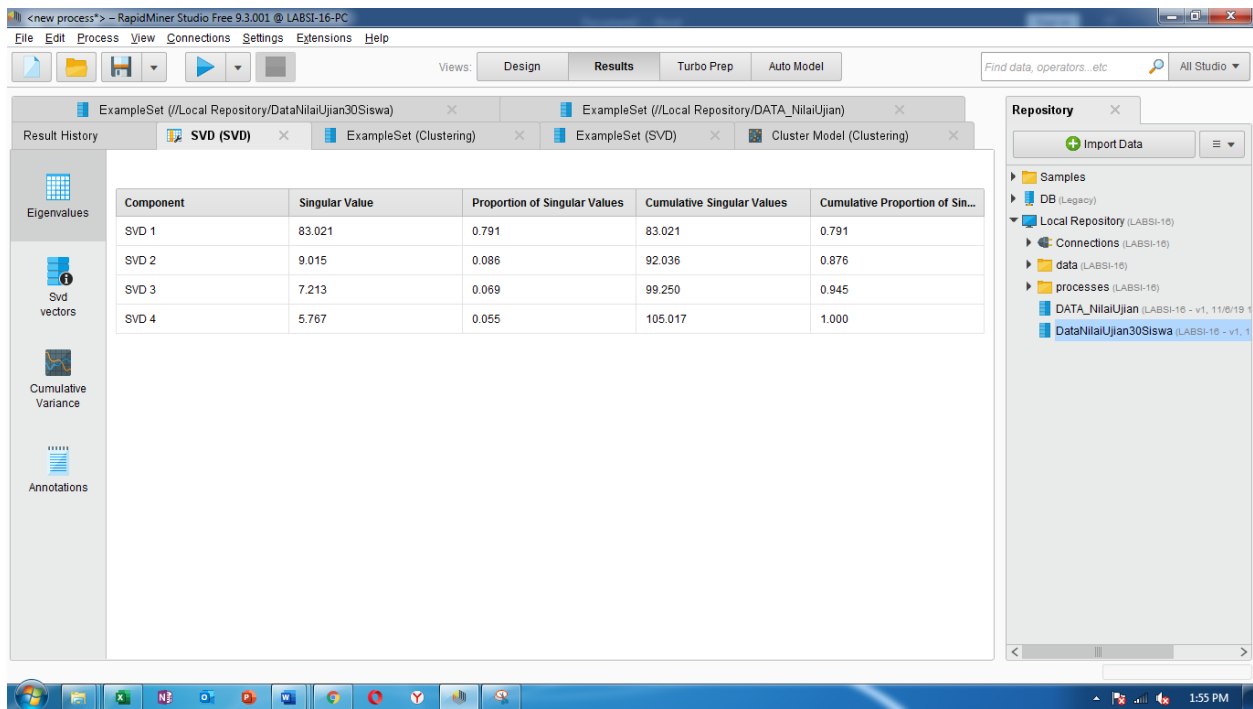 <new process*> – RapidMiner Studio Free 9.3.001 @ LABSI-16-PC
File Edit Process View Connections Settings Extensions Help
Views: Design Results Turbo Prep Auto Model
Find data, operators...etc
All Studio
ExampleSet (//Local Repository/DataNilaiUjian30Siswa)
ExampleSet (//Local Repository/DATA_NilaiUjian)
Result History
SVD (SVD)
ExampleSet (Clustering)
ExampleSet (SVD)
Cluster Model (Clustering)
Eigenvalues
Svd
vectors
Cumulative
Variance
Annotations
Component Singular Value Proportion of Singular Values Cumulative Singular Values Cumulative Proportion of Sin...
SVD 1 83.021 0.791 83.021 0.791
SVD 2 9.015 0.086 92.036 0.876
SVD 3 7.213 0.069 99.250 0.945
SVD 4 5.767 0.055 105.017 1.000
Repository
Import Data
Samples
DB (Legacy)
Local Repository (LABSI-16)
Connections (LABSI-16)
data (LABSI-16)
processes (LABSI-16)
DATA_NilaiUjian (LABSI-16 - v1, 11/6/19 1
DataNilaiUjian30Siswa (LABSI-16 - v1, 1
1:55 PM